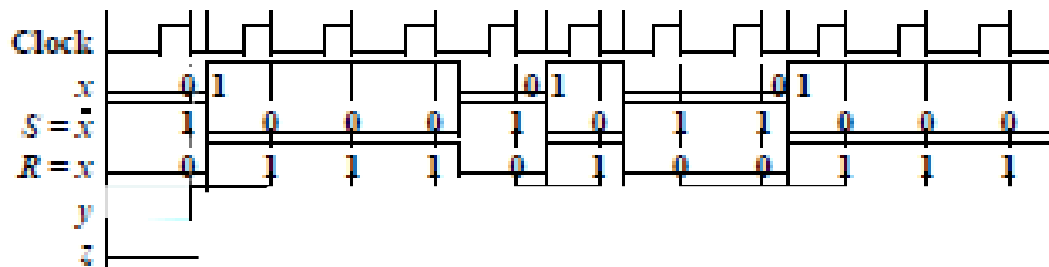 Clock
x 0 1 0 1 0 1
S = x̄ 1 0 0 0 1 0 1 1 0 0 0
R = x 0 1 1 1 0 1 0 0 1 1 1
y